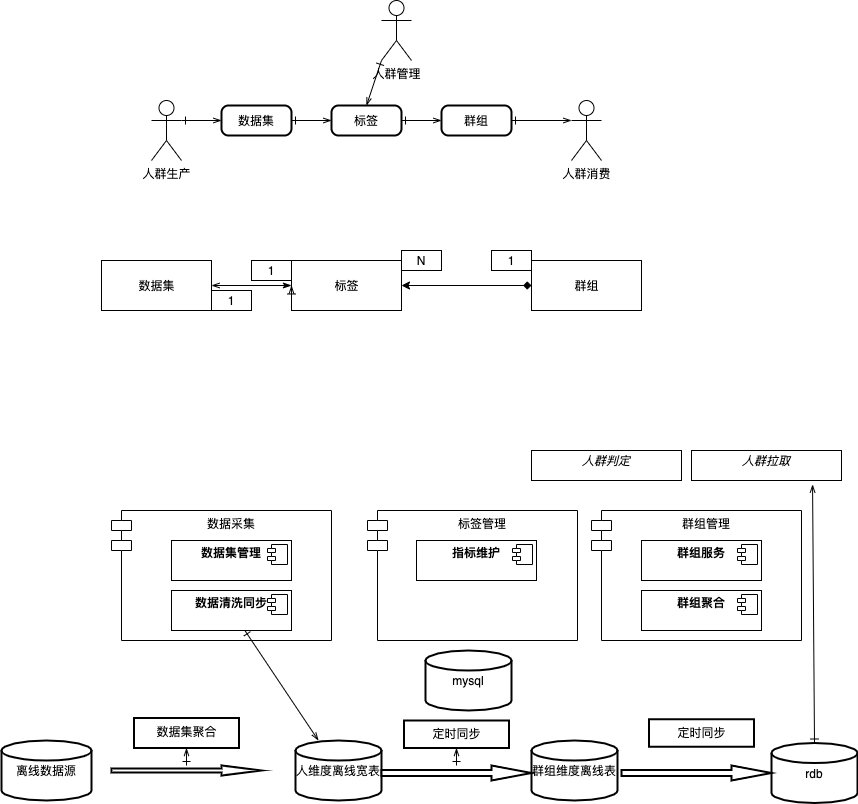 人群管理
数据集
标签
群组
人群生产
人群消费
N
1
1
数据集
标签
群组
1
人群判定
人群拉取
数据采集
标签管理
群组管理
数据集管理
指标维护
群组服务
数据清洗同步
群组聚合
mysql
数据集聚合
定时同步
定时同步
离线数据源
人维度离线宽表
群组维度离线表
rdb